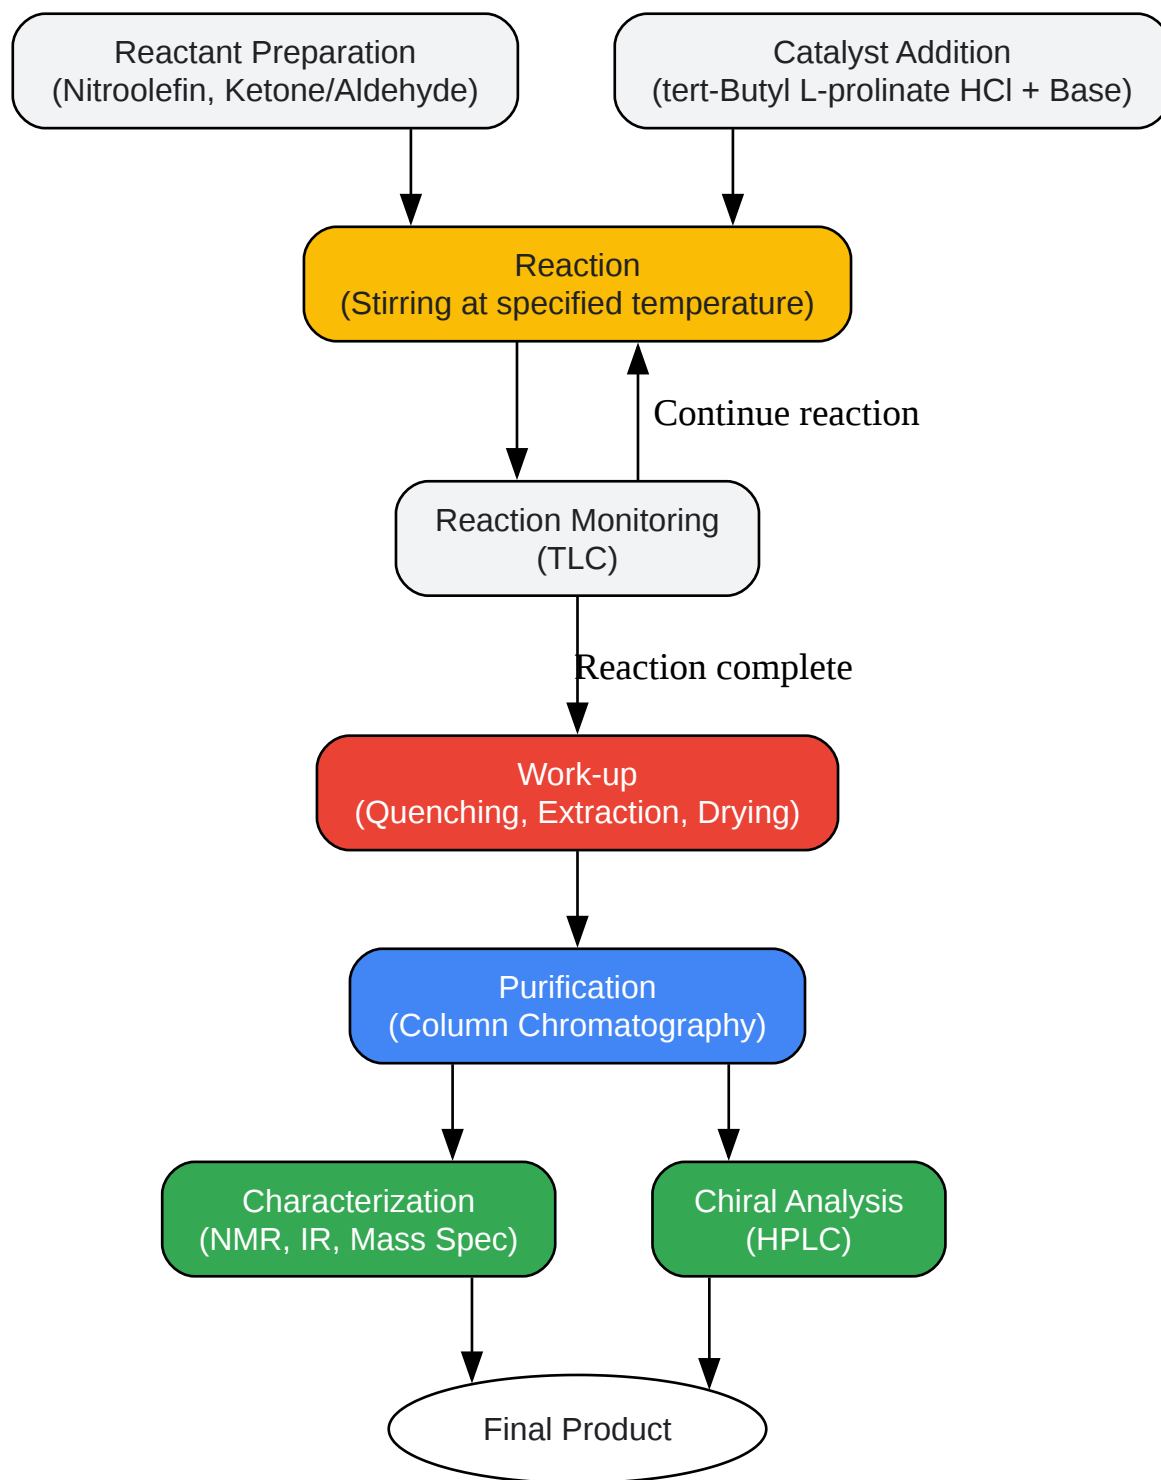 Reactant Preparation
(Nitroolefin, Ketone/Aldehyde)
Catalyst Addition
(tert-Butyl L-prolinate HCl + Base)
Reaction
(Stirring at specified temperature)
Continue reaction
Reaction Monitoring
(TLC)
Reaction complete
Work-up
(Quenching, Extraction, Drying)
Purification
(Column Chromatography)
Characterization
(NMR, IR, Mass Spec)
Chiral Analysis
(HPLC)
Final Product